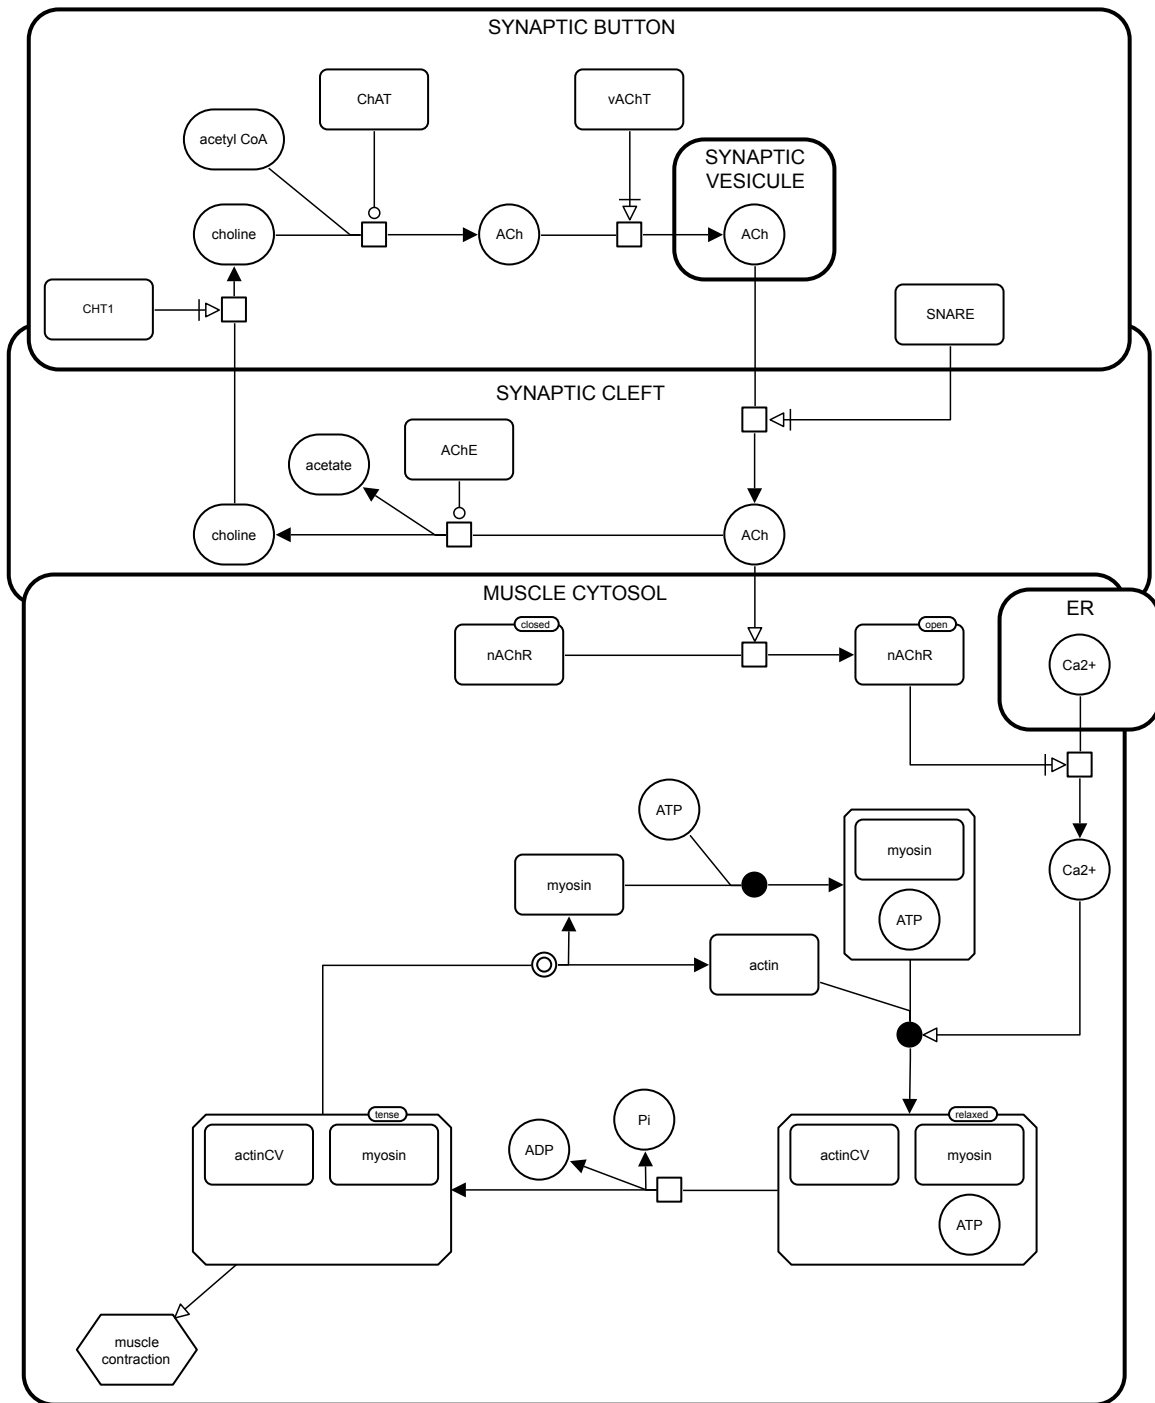 SYNAPTIC BUTTON
ChAT
vAChT
acetyl CoA
SYNAPTIC
VESICULE
choline
ACh
ACh
CHT1
SNARE
SYNAPTIC CLEFT
AChE
acetate
choline
ACh
MUSCLE CYTOSOL
ER
closed
nAChR
open
nAChR
Ca2+
ATP
myosin
myosin
Ca2+
ATP
actin
tense
actinCV
myosin
ADP
Pi
relaxed
actinCV
myosin
ATP
muscle
contraction